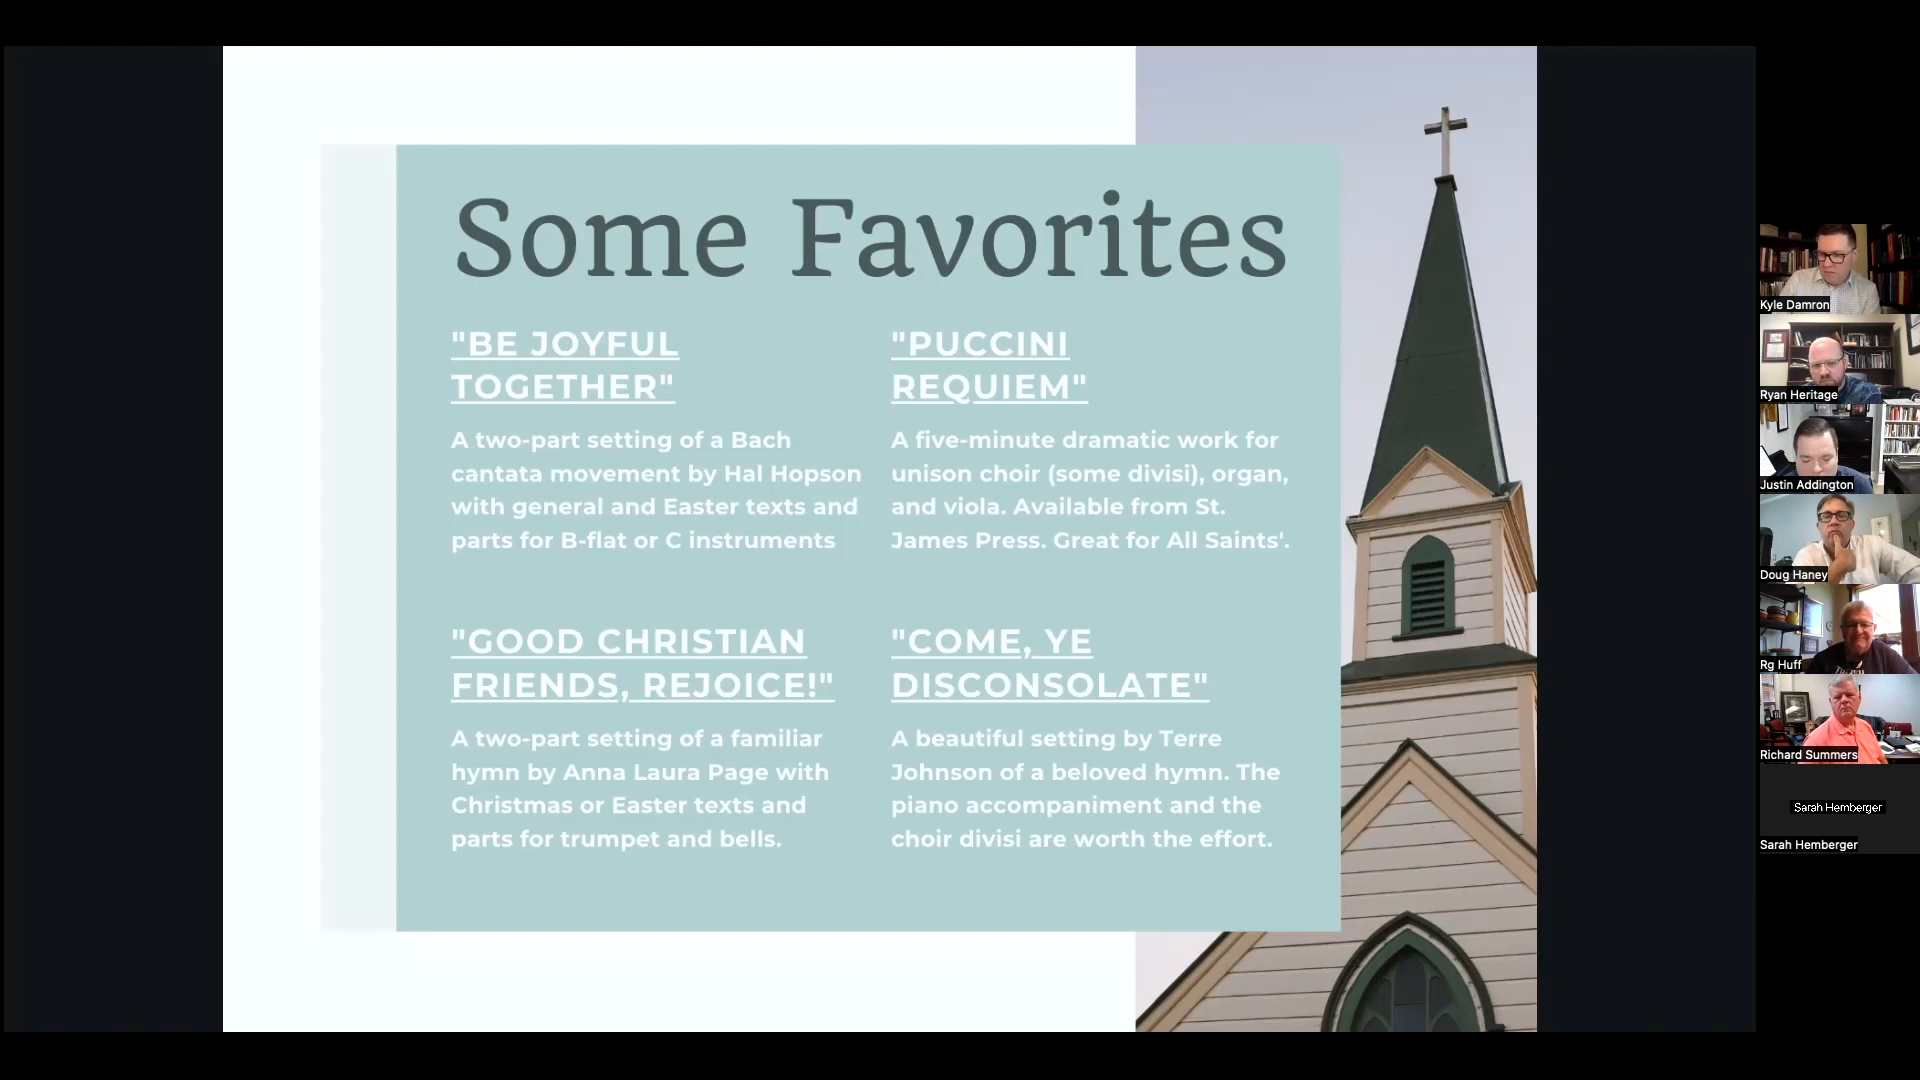 Some Favorites
"BE JOYFUL
TOGETHER"
A two-part setting of a Bach
cantata movement by Hal Hopson
with general and Easter texts and
parts for B-flat or C instruments
"PUCCINI
REQUIEM"
A five-minute dramatic work for
unison choir (some divisi), organ,
and viola. Available from St.
James Press. Great for All Saints'.
"GOOD CHRISTIAN
FRIENDS, REJOICE!"
A two-part setting of a familiar
hymn by Anna Laura Page with
Christmas or Easter texts and
parts for trumpet and bells.
"COME, YE
DISCONSOLATE"
A beautiful setting by Terre
Johnson of a beloved hymn. The
piano accompaniment and the
choir divisi are worth the effort.
Kyle Damron
Ryan Heritage
Justin Addington
Doug Haney
Rg Huff
Richard Summers
Sarah Hemberger
Sarah Hemberger